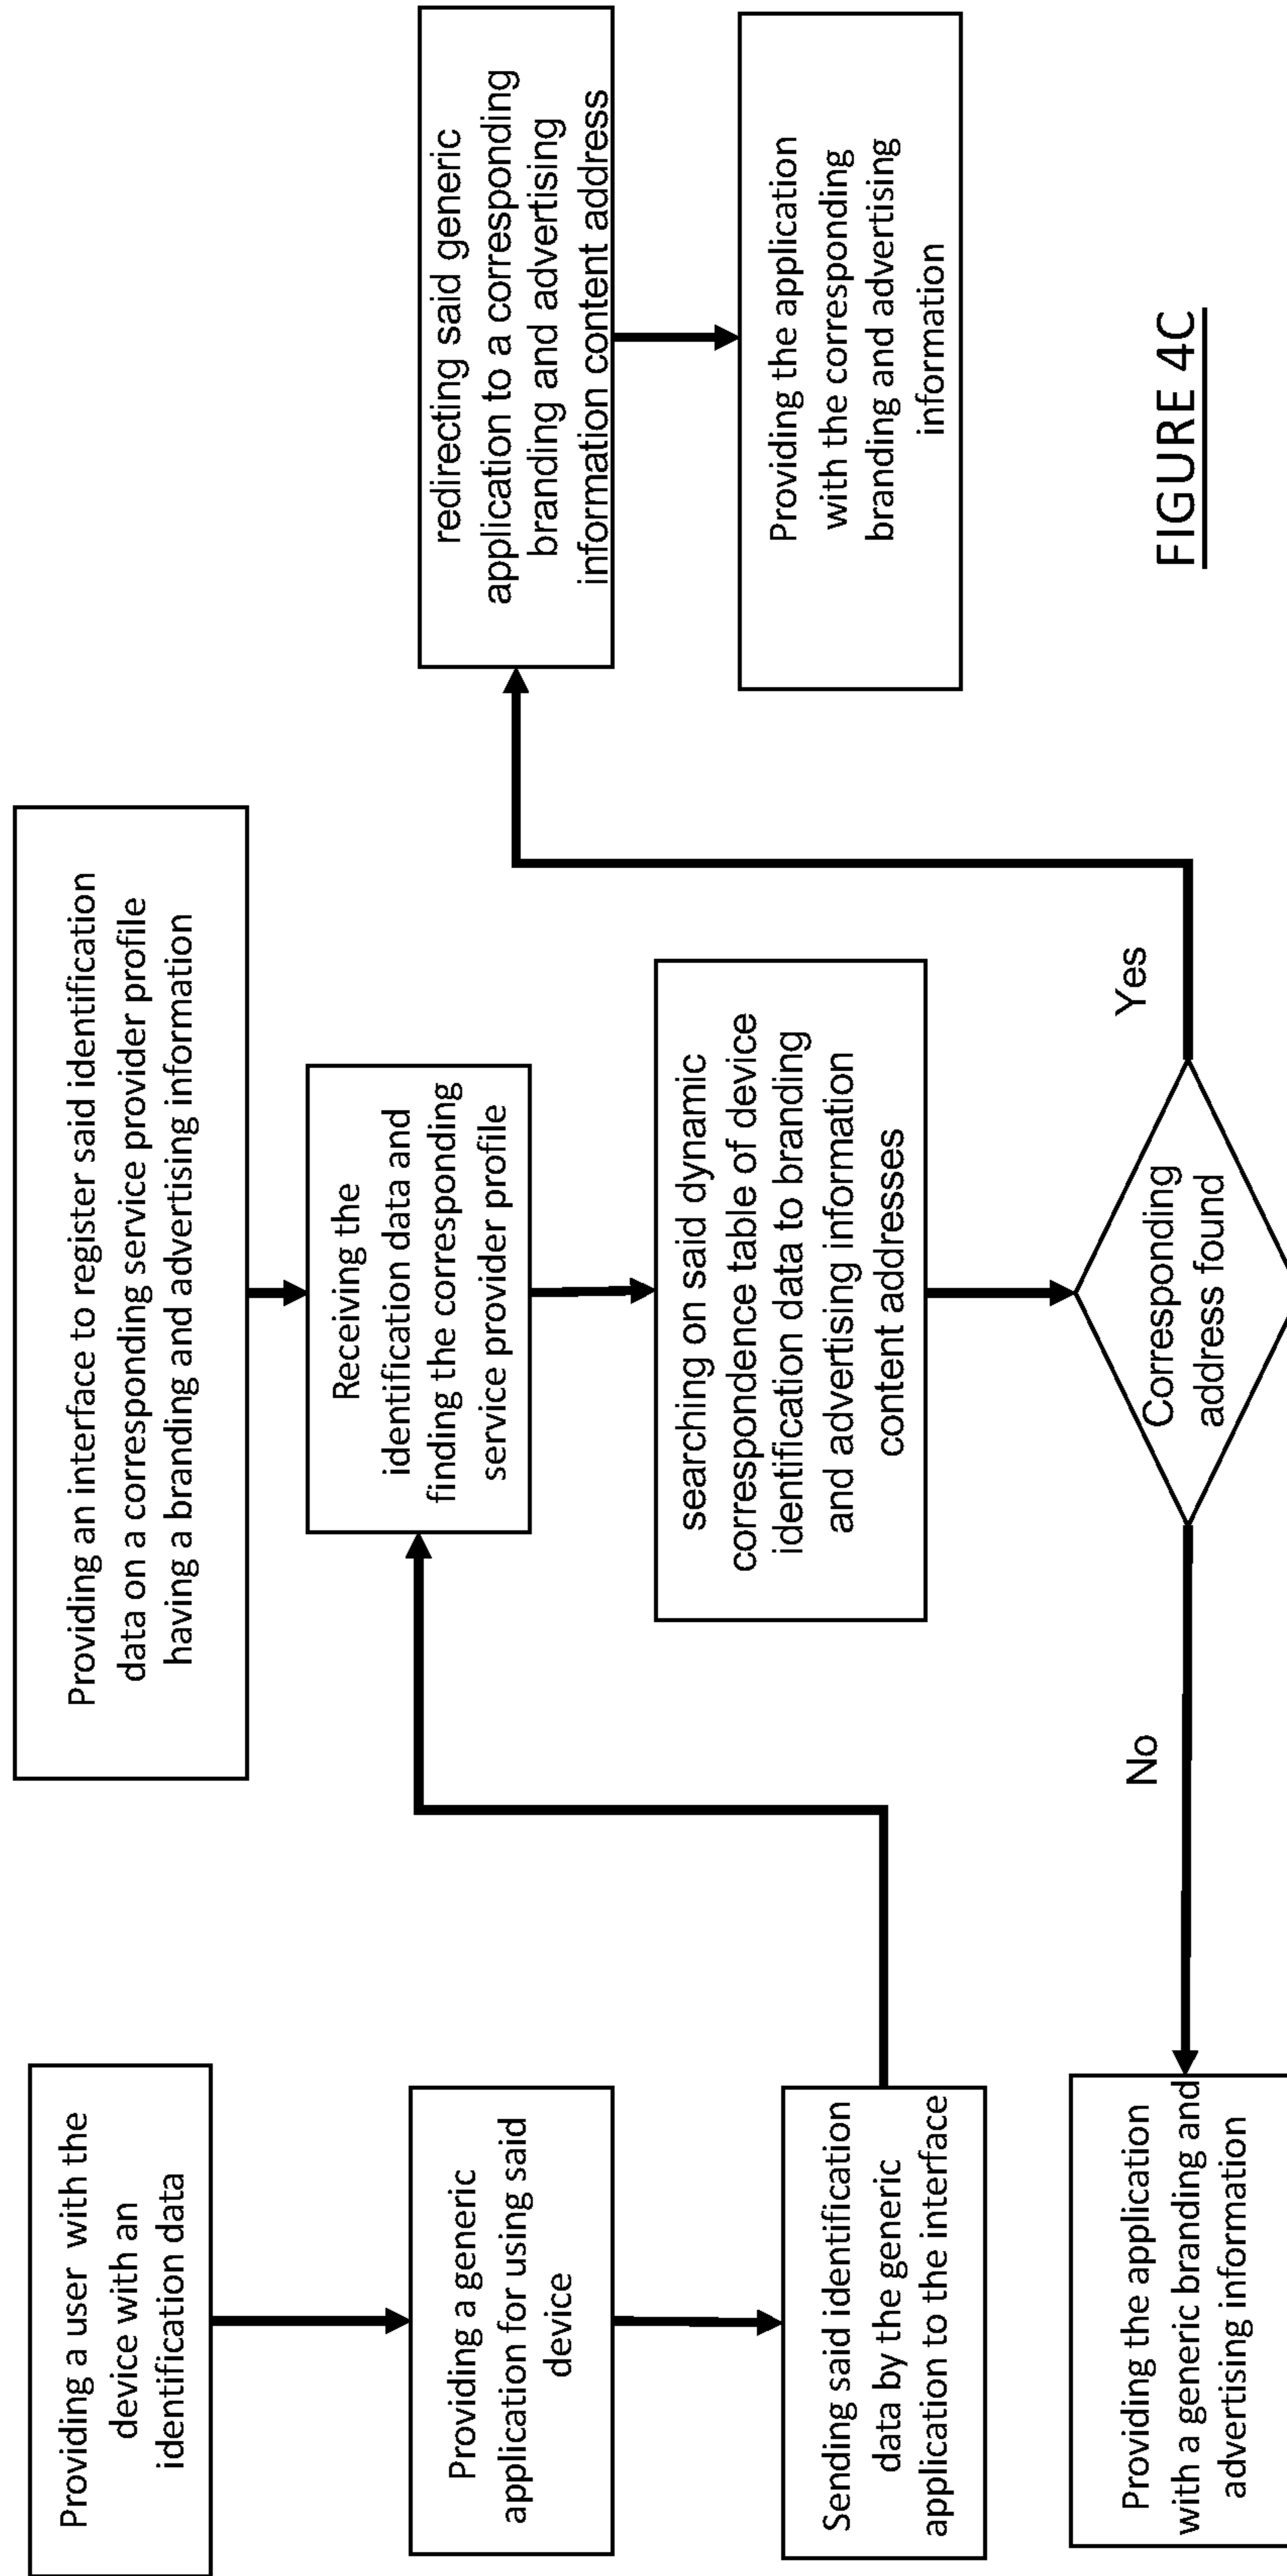 Providing a user with the
device with an
identification data
Providing a generic
application for using said
device
Sending said identification
data by the generic
application to the interface
Providing the application
with a generic branding and
advertising information
Providing an interface to register said identification
data on a corresponding service provider profile
having a branding and advertising information
Receiving the
identification data and
finding the corresponding
service provider profile
searching on said dynamic
correspondence table of device
identification data to branding
and advertising information
content addresses
Corresponding
address found
No
Yes
redirecting said generic
application to a corresponding
branding and advertising
information content address
Providing the application
with the corresponding
branding and advertising
information
FIGURE 4C